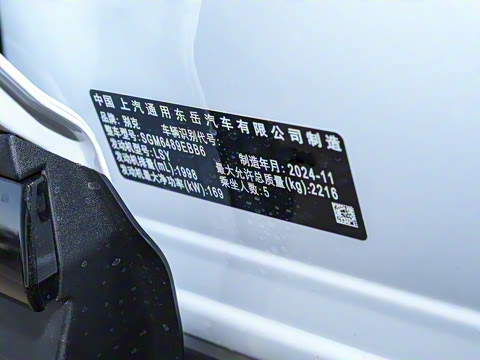 中国 上汽通用东岳汽车有限公司制造
品牌:别克 车辆识别代号:
整车型号:SGM6489EBB6 制造年月:2024-11
发动机型号:LSY 最大允许总质量(kg):2216
发动机排量(mL):1998 乘坐人数:5
发动机最大净功率(kW):169